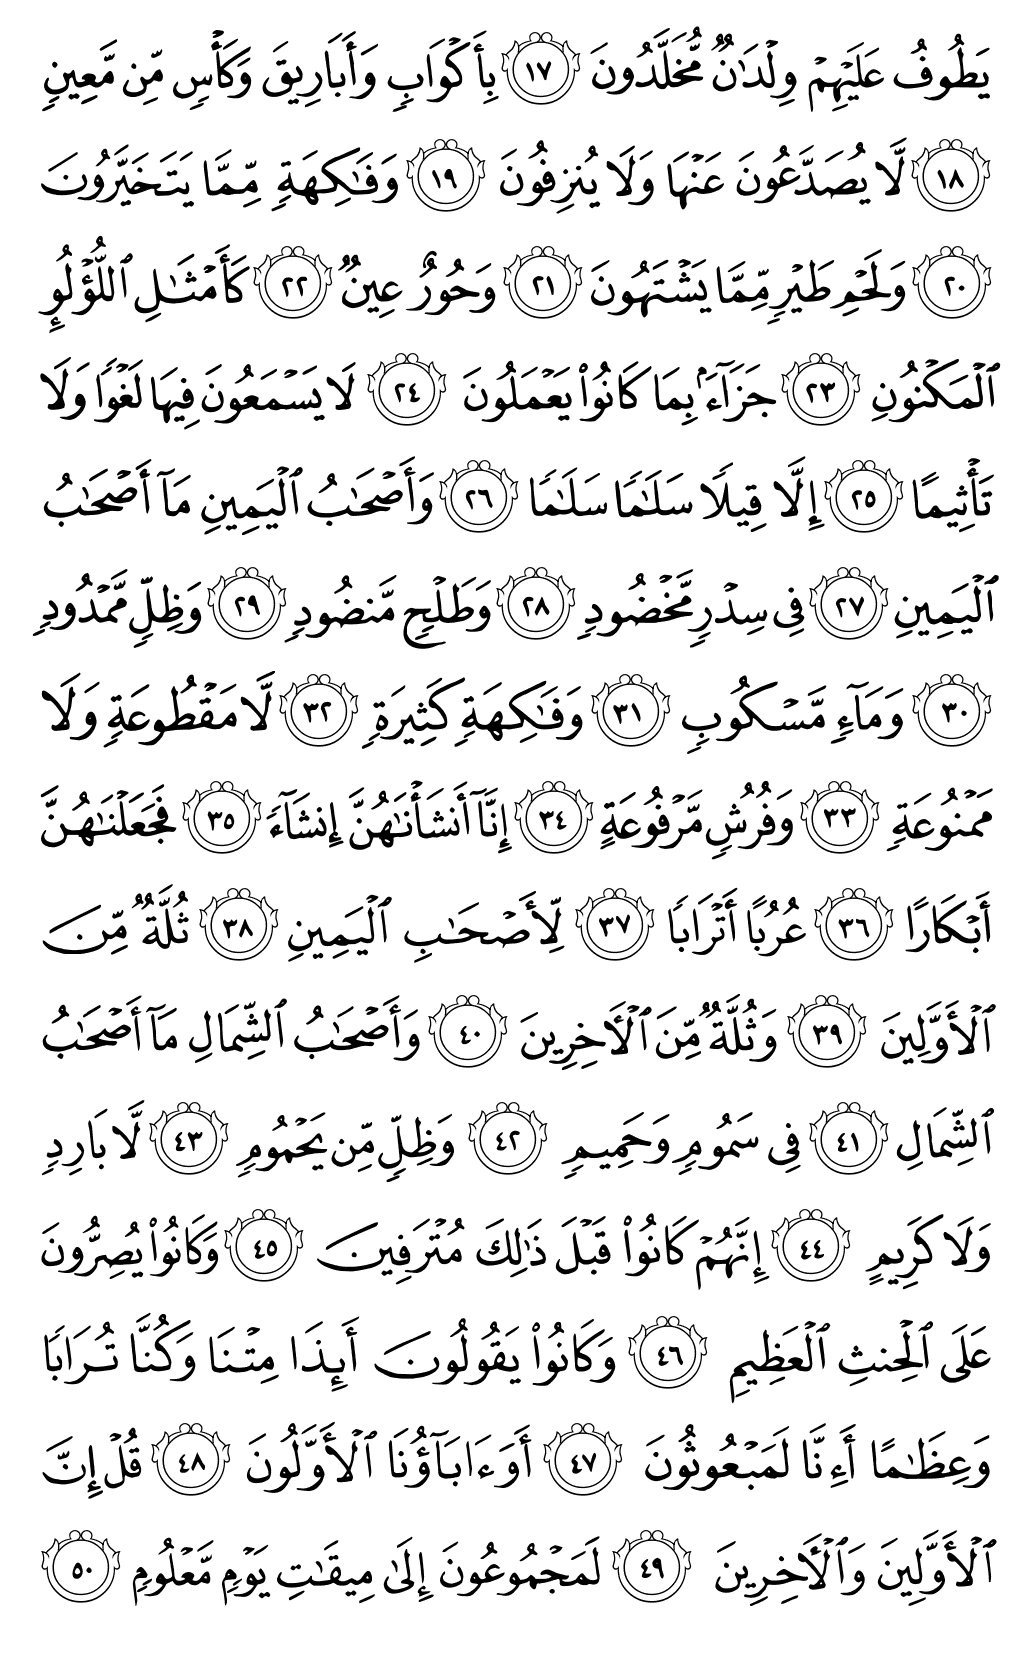 يَطُوفُ عَلَيْهِمْ وِلْدَٰنٌ مُّخَلَّدُونَ ١٧ بِأَكْوَابٍ وَأَبَارِيقَ وَكَأْسٍ مِّن مَّعِينٍ
١٨ لَّا يُصَدَّعُونَ عَنْهَا وَلَا يُنزِفُونَ ١٩ وَفَٰكِهَةٍ مِّمَّا يَتَخَيَّرُونَ
٢٠ وَلَحْمِ طَيْرٍ مِّمَّا يَشْتَهُونَ ٢١ وَحُورٌ عِينٌ ٢٢ كَأَمْثَٰلِ ٱللُّؤْلُؤِ
ٱلْمَكْنُونِ ٢٣ جَزَآءًۢ بِمَا كَانُوا۟ يَعْمَلُونَ ٢٤ لَا يَسْمَعُونَ فِيهَا لَغْوًا وَلَا
تَأْثِيمًا ٢٥ إِلَّا قِيلًا سَلَٰمًا سَلَٰمًا ٢٦ وَأَصْحَٰبُ ٱلْيَمِينِ مَآ أَصْحَٰبُ
ٱلْيَمِينِ ٢٧ فِى سِدْرٍ مَّخْضُودٍ ٢٨ وَطَلْحٍ مَّنضُودٍ ٢٩ وَظِلٍّ مَّمْدُودٍ
٣٠ وَمَآءٍ مَّسْكُوبٍ ٣١ وَفَٰكِهَةٍ كَثِيرَةٍ ٣٢ لَّا مَقْطُوعَةٍ وَلَا
مَمْنُوعَةٍ ٣٣ وَفُرُشٍ مَّرْفُوعَةٍ ٣٤ إِنَّآ أَنشَأْنَٰهُنَّ إِنشَآءً ٣٥ فَجَعَلْنَٰهُنَّ
أَبْكَارًا ٣٦ عُرُبًا أَتْرَابًا ٣٧ لِّأَصْحَٰبِ ٱلْيَمِينِ ٣٨ ثُلَّةٌ مِّنَ
ٱلْأَوَّلِينَ ٣٩ وَثُلَّةٌ مِّنَ ٱلْءَاخِرِينَ ٤٠ وَأَصْحَٰبُ ٱلشِّمَالِ مَآ أَصْحَٰبُ
ٱلشِّمَالِ ٤١ فِى سَمُومٍ وَحَمِيمٍ ٤٢ وَظِلٍّ مِّن يَحْمُومٍ ٤٣ لَّا بَارِدٍ
وَلَا كَرِيمٍ ٤٤ إِنَّهُمْ كَانُوا۟ قَبْلَ ذَٰلِكَ مُتْرَفِينَ ٤٥ وَكَانُوا۟ يُصِرُّونَ
عَلَى ٱلْحِنثِ ٱلْعَظِيمِ ٤٦ وَكَانُوا۟ يَقُولُونَ أَئِذَا مِتْنَا وَكُنَّا تُرَابًا
وَعِظَٰمًا أَءِنَّا لَمَبْعُوثُونَ ٤٧ أَوَءَابَآؤُنَا ٱلْأَوَّلُونَ ٤٨ قُلْ إِنَّ
ٱلْأَوَّلِينَ وَٱلْءَاخِرِينَ ٤٩ لَمَجْمُوعُونَ إِلَىٰ مِيقَٰتِ يَوْمٍ مَّعْلُومٍ ٥٠